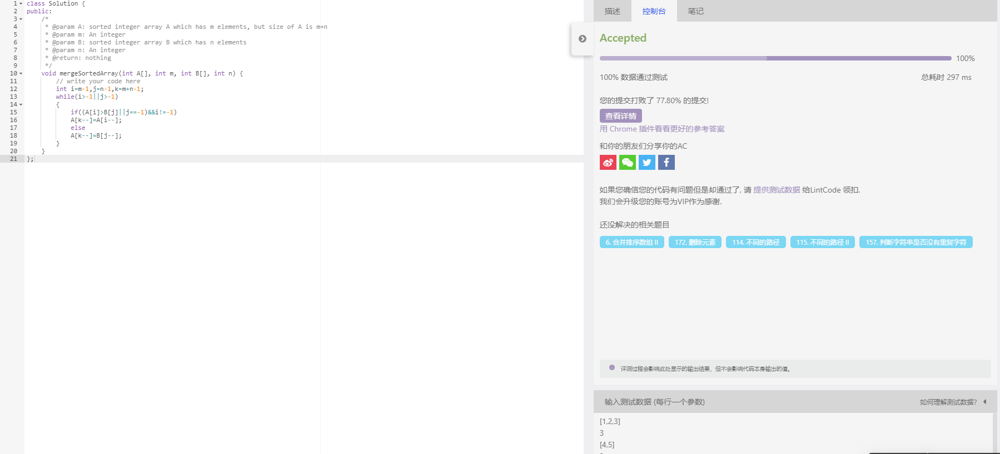 1 class Solution {
2 public:
3 /*
4 * @param A: sorted integer array A which has m elements, but size of A is m+n
5 * @param m: An integer
6 * @param B: sorted integer array B which has n elements
7 * @param n: An integer
8 * @return: nothing
9 */
10 void mergeSortedArray(int A[], int m, int B[], int n) {
11 // write your code here
12 int i=m-1,j=n-1,k=m+n-1;
13 while(i>-1||j>-1)
14 {
15 if((A[i]>B[j]||j==-1)&&i!=-1)
16 A[k--]=A[i--];
17 else
18 A[k--]=B[j--];
19 }
20 }
21 };
描述 控制台 笔记
Accepted
100%
100% 数据通过测试 总耗时 297 ms
您的提交打败了 77.80% 的提交!
查看详情
用 Chrome 插件看看更好的参考答案
和你的朋友们分享你的AC
如果您确信您的代码有问题但是却通过了, 请 提供测试数据 给LintCode 领扣.
我们会升级您的账号为VIP作为感谢.
还没解决的相关题目
6. 合并排序数组 II 172. 删除元素 114. 不同的路径 115. 不同的路径 II 157. 判断字符串是否没有重复字符
评测过程会影响此处显示的输出结果，但不会影响代码本身输出的值。
输入测试数据 (每行一个参数) 如何理解测试数据?
[1,2,3]
3
[4,5]